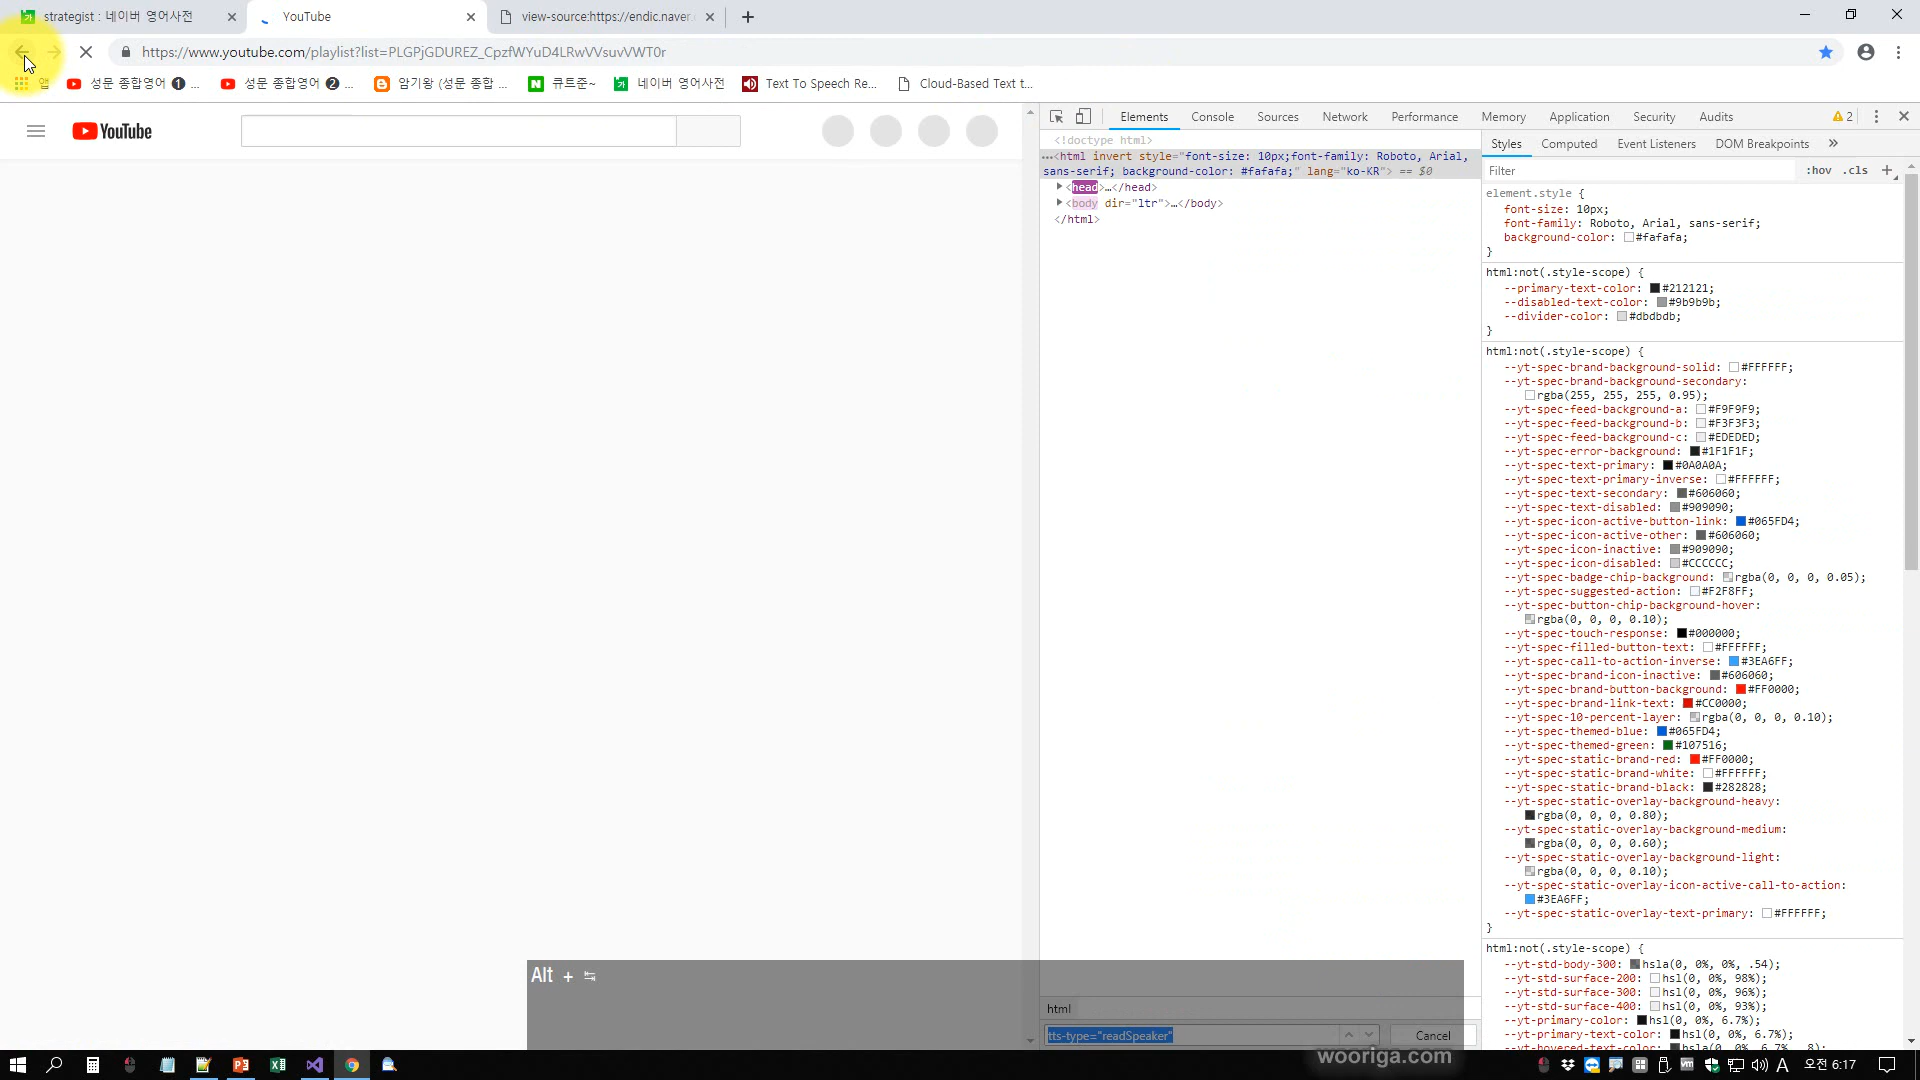 strategist : 네이버 영어사전
YouTube
view-source:https://endic.naver.
https://www.youtube.com/playlist?list=PLGPjGDUREZ_CpzfWYuD4LRwVVsuvVWT0r
앱
성문 종합영어 ❶ ...
성문 종합영어 ❷ ...
암기왕 (성문 종합 ...
큐트준~
네이버 영어사전
Text To Speech Re...
Cloud-Based Text t...
YouTube
Elements Console Sources Network Performance Memory Application Security Audits 2
<!doctype html>
<html invert style="font-size: 10px;font-family: Roboto, Arial,
sans-serif; background-color: #fafafa;" lang="ko-KR"> == $0
<head>…</head>
<body dir="ltr">…</body>
</html>
Styles Computed Event Listeners DOM Breakpoints »
Filter :hov .cls +
element.style {
font-size: 10px;
font-family: Roboto, Arial, sans-serif;
background-color: #fafafa;
}
html:not(.style-scope) {
--primary-text-color: #212121;
--disabled-text-color: #9b9b9b;
--divider-color: #dbdbdb;
}
html:not(.style-scope) {
--yt-spec-brand-background-solid: #FFFFFF;
--yt-spec-brand-background-secondary:
rgba(255, 255, 255, 0.95);
--yt-spec-feed-background-a: #F9F9F9;
--yt-spec-feed-background-b: #F3F3F3;
--yt-spec-feed-background-c: #EDEDED;
--yt-spec-error-background: #1F1F1F;
--yt-spec-text-primary: #0A0A0A;
--yt-spec-text-primary-inverse: #FFFFFF;
--yt-spec-text-secondary: #606060;
--yt-spec-text-disabled: #909090;
--yt-spec-icon-active-button-link: #065FD4;
--yt-spec-icon-active-other: #606060;
--yt-spec-icon-inactive: #909090;
--yt-spec-icon-disabled: #CCCCCC;
--yt-spec-badge-chip-background: rgba(0, 0, 0, 0.05);
--yt-spec-suggested-action: #F2F8FF;
--yt-spec-button-chip-background-hover:
rgba(0, 0, 0, 0.10);
--yt-spec-touch-response: #000000;
--yt-spec-filled-button-text: #FFFFFF;
--yt-spec-call-to-action-inverse: #3EA6FF;
--yt-spec-brand-icon-inactive: #606060;
--yt-spec-brand-button-background: #FF0000;
--yt-spec-brand-link-text: #CC0000;
--yt-spec-10-percent-layer: rgba(0, 0, 0, 0.10);
--yt-spec-themed-blue: #065FD4;
--yt-spec-themed-green: #107516;
--yt-spec-static-brand-red: #FF0000;
--yt-spec-static-brand-white: #FFFFFF;
--yt-spec-static-brand-black: #282828;
--yt-spec-static-overlay-background-heavy:
rgba(0, 0, 0, 0.80);
--yt-spec-static-overlay-background-medium:
rgba(0, 0, 0, 0.60);
--yt-spec-static-overlay-background-light:
rgba(0, 0, 0, 0.10);
--yt-spec-static-overlay-icon-active-call-to-action:
#3EA6FF;
--yt-spec-static-overlay-text-primary: #FFFFFF;
}
html:not(.style-scope) {
--yt-std-body-300: hsla(0, 0%, 0%, .54);
--yt-std-surface-200: hsl(0, 0%, 98%);
--yt-std-surface-300: hsl(0, 0%, 96%);
--yt-std-surface-400: hsl(0, 0%, 93%);
--yt-primary-color: hsl(0, 0%, 6.7%);
--yt-primary-text-color: hsl(0, 0%, 6.7%);
Alt + ↹
html
tts-type="readSpeaker"
Cancel
wooriga.com
A
오전 6:17